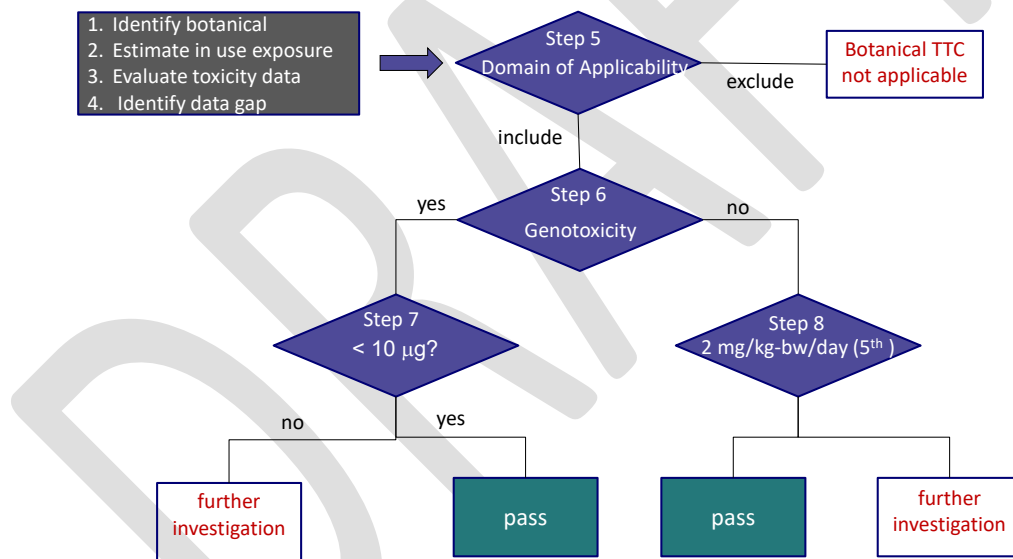 1. Identify botanical
2. Estimate in use exposure
3. Evaluate toxicity data
4. Identify data gap
Step 5
Domain of Applicability
exclude
Botanical TTC
not applicable
include
Step 6
Genotoxicity
yes
no
Step 7
< 10 μg?
Step 8
2 mg/kg-bw/day (5th )
no
yes
further
investigation
pass
pass
further
investigation
DRAF